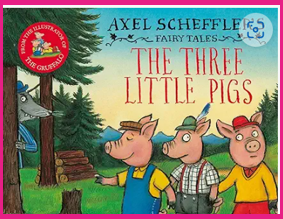 AXEL SCHEFFLER'S
FAIRY TALES
THE THREE
LITTLE PIGS
FROM THE ILLUSTRATOR OF
THE GRUFFALO